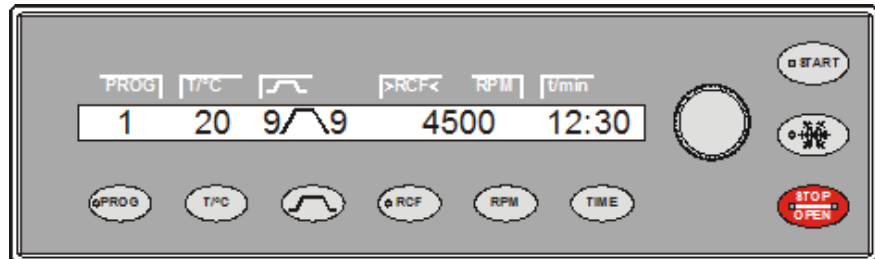 START
PROG T/°C >RCF< RPM t/min
1 20 9 9 4500 12:30
PROG T/°C RCF RPM TIME
STOP
OPEN